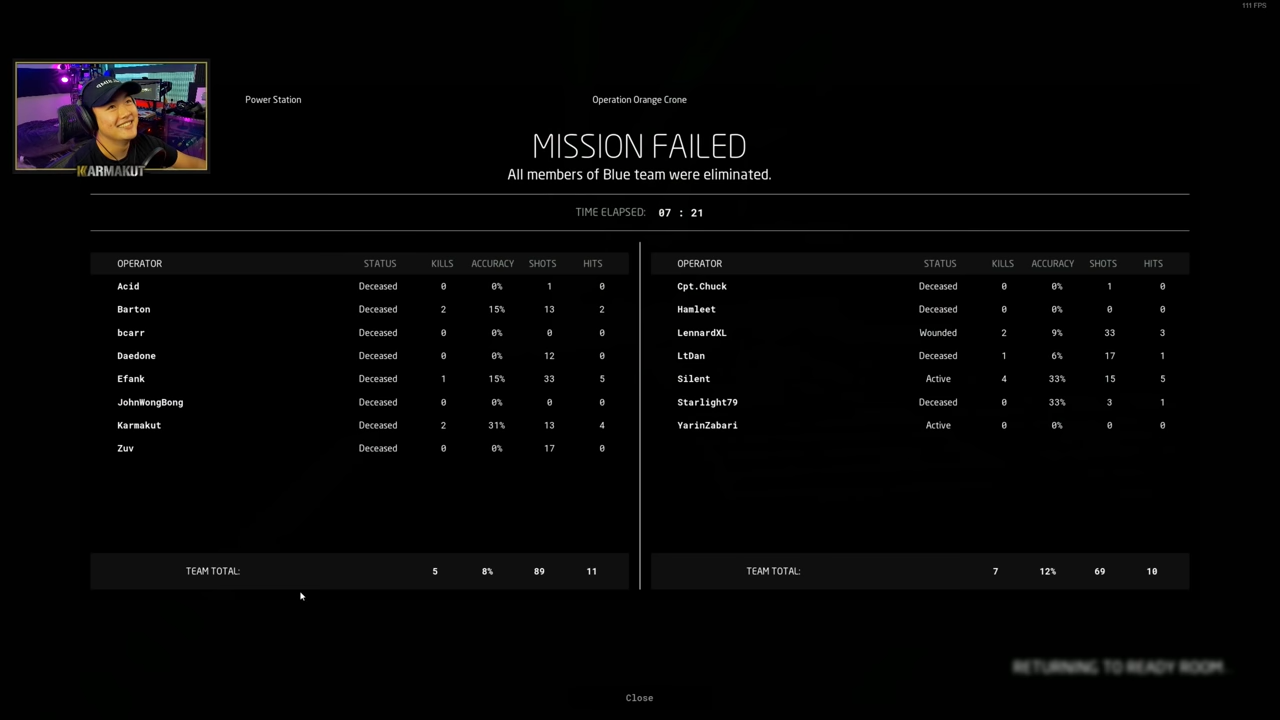 111 FPS
KARMAKUT
Power Station
Operation Orange Crone
MISSION FAILED
All members of Blue team were eliminated.
TIME ELAPSED: 07 : 21
OPERATOR STATUS KILLS ACCURACY SHOTS HITS
Acid Deceased 0 0% 1 0
Barton Deceased 2 15% 13 2
bcarr Deceased 0 0% 0 0
Daedone Deceased 0 0% 12 0
Efank Deceased 1 15% 33 5
JohnWongBong Deceased 0 0% 0 0
Karmakut Deceased 2 31% 13 4
Zuv Deceased 0 0% 17 0
TEAM TOTAL: 5 8% 89 11
OPERATOR STATUS KILLS ACCURACY SHOTS HITS
Cpt.Chuck Deceased 0 0% 1 0
Hamleet Deceased 0 0% 0 0
LennardXL Wounded 2 9% 33 3
LtDan Deceased 1 6% 17 1
Silent Active 4 33% 15 5
Starlight79 Deceased 0 33% 3 1
YarinZabari Active 0 0% 0 0
TEAM TOTAL: 7 12% 69 10
RETURNING TO READY ROOM
Close